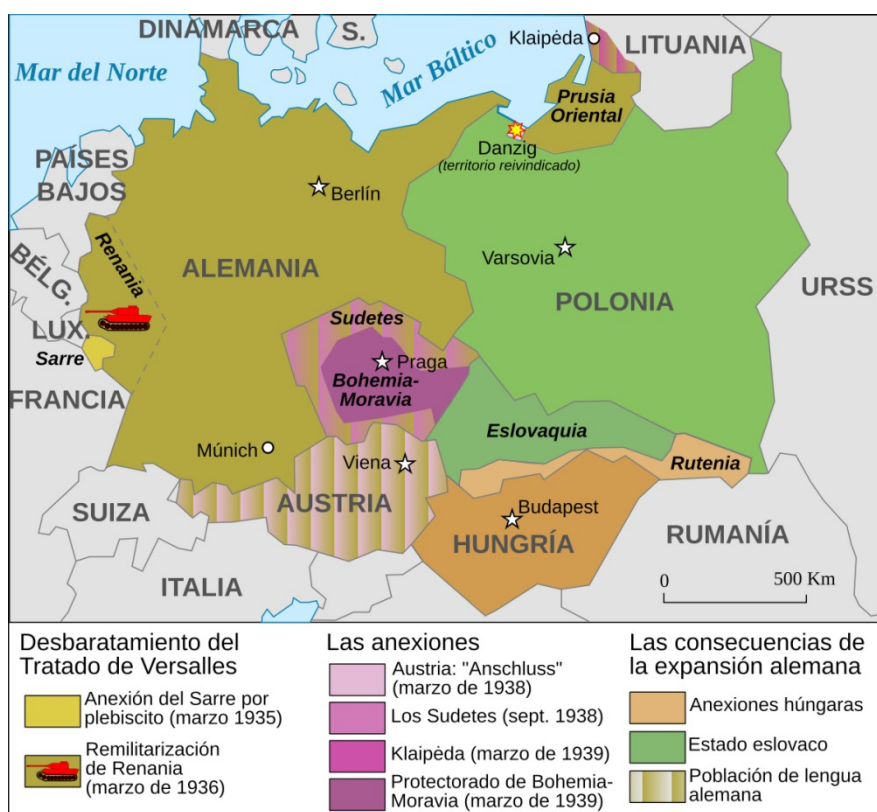 DINAMARCA
S.
Klaipėda
LITUANIA
Mar del Norte
Mar Báltico
Prusia
Oriental
Danzig
(territorio reivindicado)
PAÍSES
BAJOS
Berlín
Renania
ALEMANIA
Varsovia
BÉLG.
POLONIA
URSS
LUX.
Sudetes
Sarre
Praga
Bohemia-
Moravia
FRANCIA
Eslovaquia
Múnich
Viena
Rutenia
AUSTRIA
SUIZA
Budapest
HUNGRÍA
RUMANÍA
ITALIA
0
500 Km
Desbaratamiento del
Tratado de Versalles
Anexión del Sarre por
plebiscito (marzo 1935)
Remilitarización
de Renania
(marzo de 1936)
Las anexiones
Austria: "Anschluss"
(marzo de 1938)
Los Sudetes (sept. 1938)
Klaipėda (marzo de 1939)
Protectorado de Bohemia-
Moravia (marzo de 1939)
Las consecuencias de
la expansión alemana
Anexiones húngaras
Estado eslovaco
Población de lengua
alemana